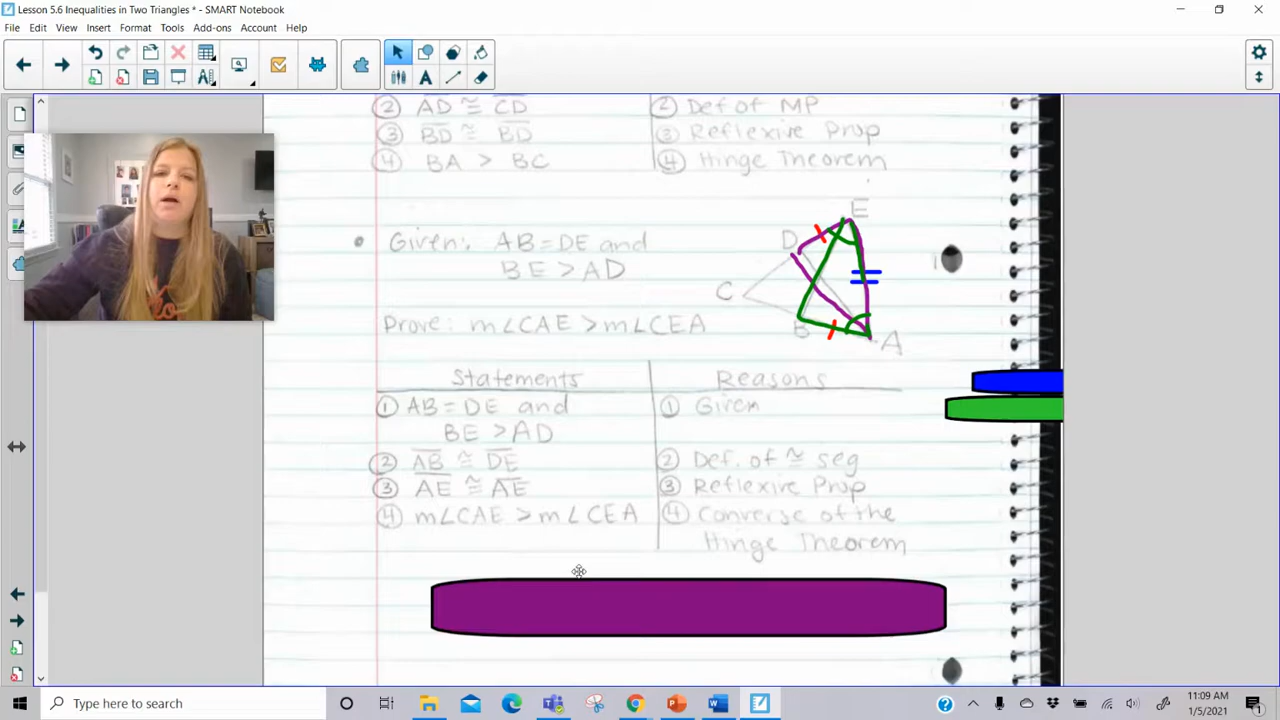 Lesson 5.6 Inequalities in Two Triangles * - SMART Notebook
File Edit View Insert Format Tools Add-ons Account Help
② AD ≅ CD ② Def of MP
③ BD ≅ BD ③ Reflexive Prop
④ BA > BC ④ Hinge Theorem
E
• Given: AB = DE and
BE > AD
D
C
Prove: m∠CAE > m∠CEA
B
A
Statements Reasons
① AB = DE and ① Given
BE > AD
② AB ≅ DE ② Def. of ≅ seg
③ AE ≅ AE ③ Reflexive Prop
④ m∠CAE > m∠CEA ④ Converse of the
Hinge Theorem
Type here to search
11:09 AM
1/5/2021